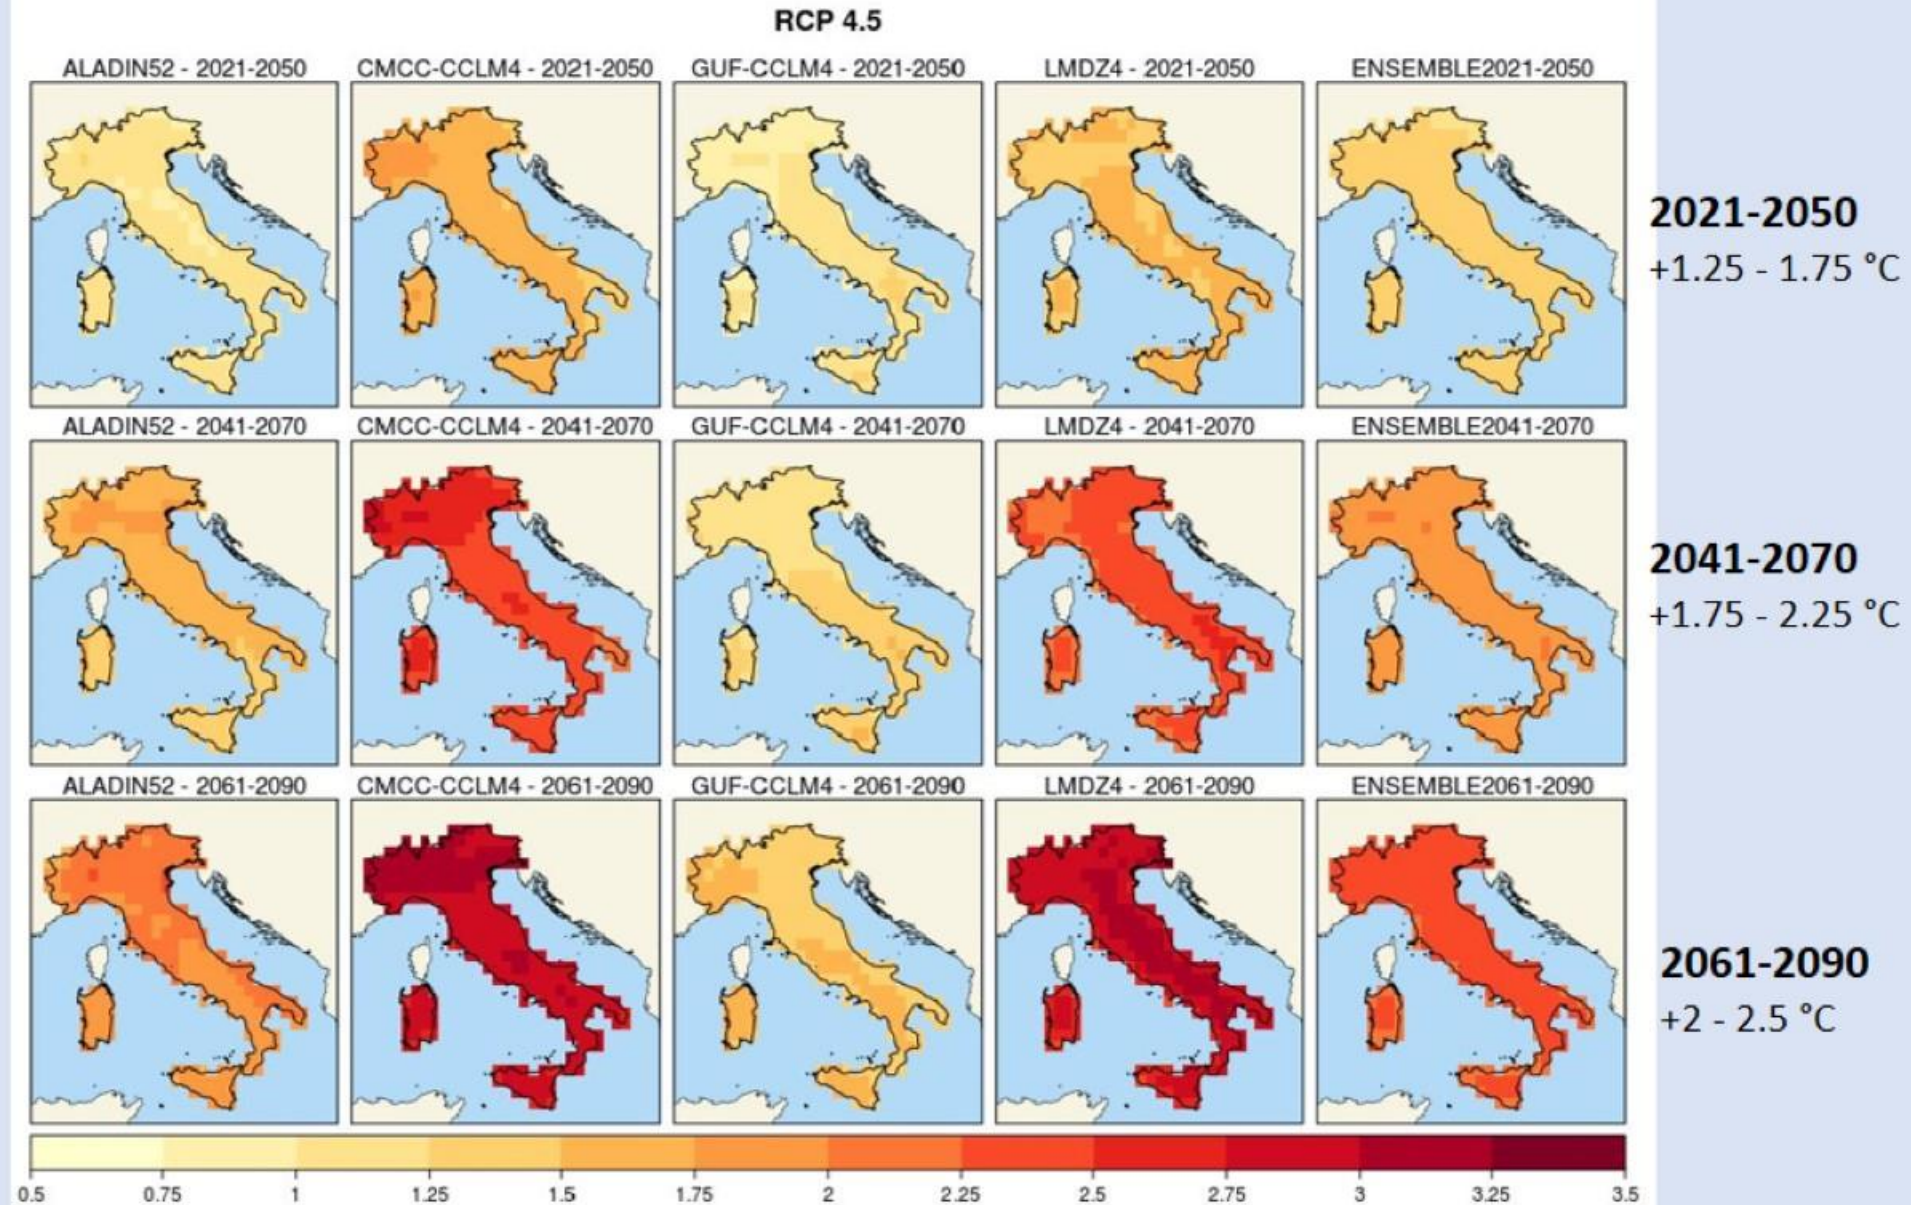 RCP 4.5
ALADIN52 - 2021-2050
CMCC-CCLM4 - 2021-2050
GUF-CCLM4 - 2021-2050
LMDZ4 - 2021-2050
ENSEMBLE2021-2050
2021-2050
+1.25 - 1.75 °C
ALADIN52 - 2041-2070
CMCC-CCLM4 - 2041-2070
GUF-CCLM4 - 2041-2070
LMDZ4 - 2041-2070
ENSEMBLE2041-2070
2041-2070
+1.75 - 2.25 °C
ALADIN52 - 2061-2090
CMCC-CCLM4 - 2061-2090
GUF-CCLM4 - 2061-2090
LMDZ4 - 2061-2090
ENSEMBLE2061-2090
2061-2090
+2 - 2.5 °C
0.5 0.75 1 1.25 1.5 1.75 2 2.25 2.5 2.75 3 3.25 3.5